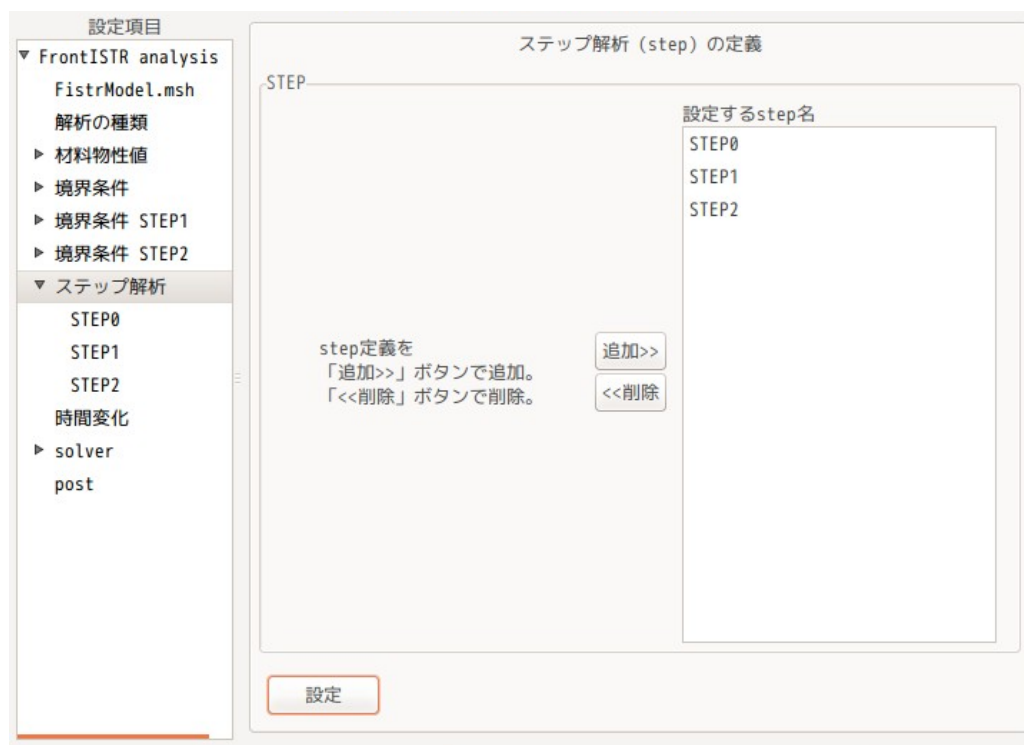 設定項目
FrontISTR analysis
FistrModel.msh
解析の種類
材料物性値
境界条件
境界条件 STEP1
境界条件 STEP2
ステップ解析
STEP0
STEP1
STEP2
時間変化
solver
post
ステップ解析 (step) の定義
STEP
設定するstep名
STEP0
STEP1
STEP2
step定義を
「追加>>」ボタンで追加。
「<<削除」ボタンで削除。
追加>>
<<削除
設定